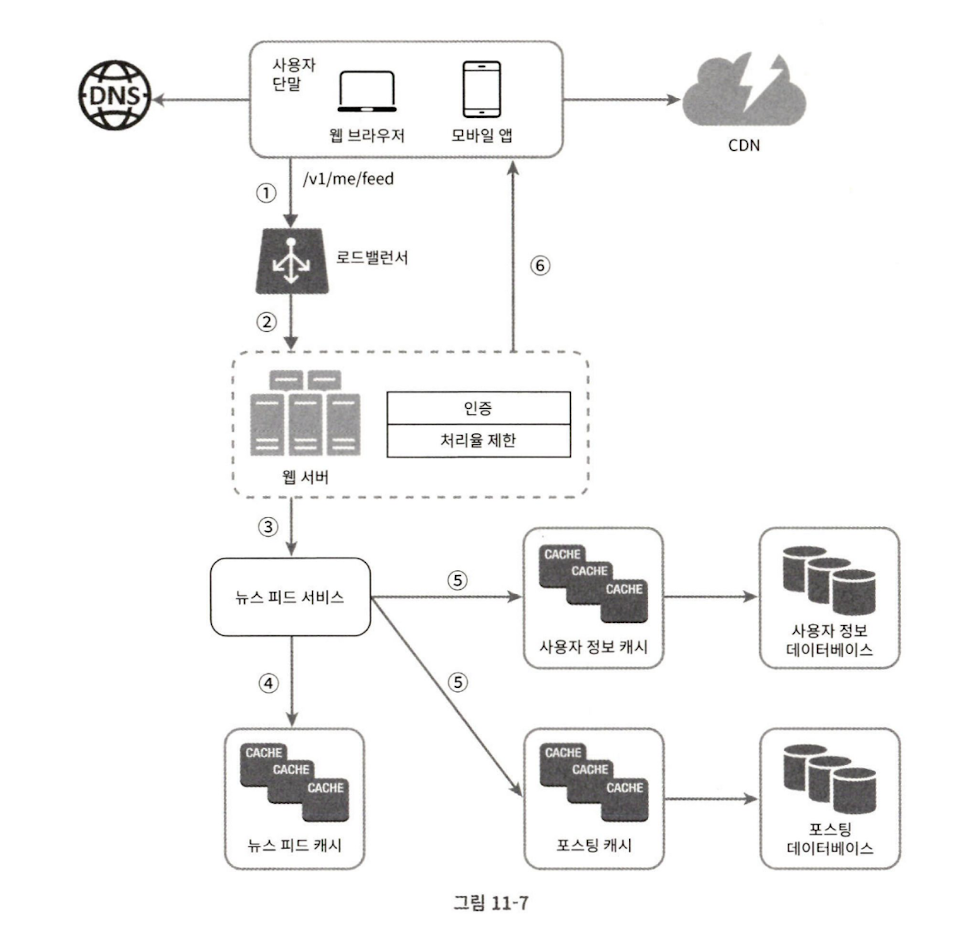 사용자
단말
DNS
웹 브라우저
모바일 앱
CDN
①
/v1/me/feed
로드밸런서
⑥
②
인증
처리율 제한
웹 서버
③
뉴스 피드 서비스
⑤
CACHE
CACHE
CACHE
사용자 정보 캐시
사용자 정보
데이터베이스
④
⑤
CACHE
CACHE
CACHE
뉴스 피드 캐시
CACHE
CACHE
CACHE
포스팅 캐시
포스팅
데이터베이스
그림 11-7